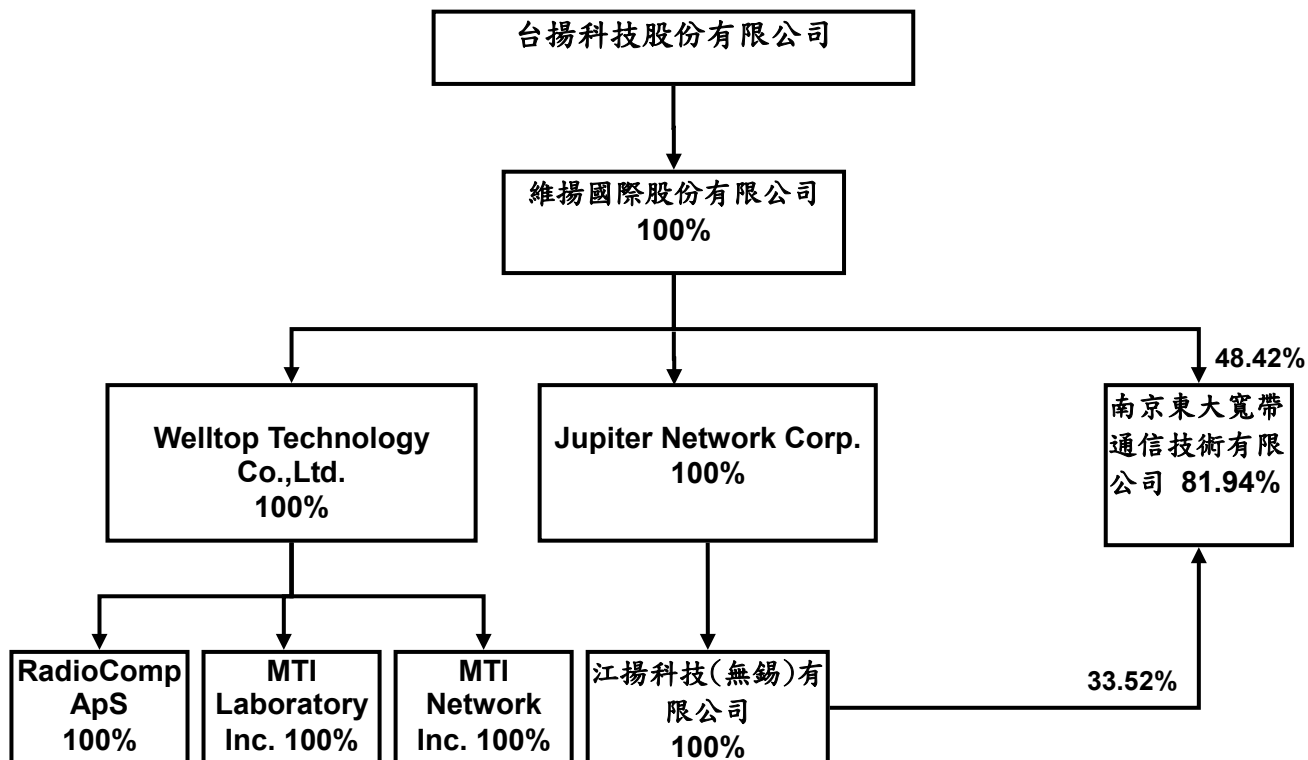 台揚科技股份有限公司
維揚國際股份有限公司
100%
48.42%
Welltop Technology
Co.,Ltd.
100%
Jupiter Network Corp.
100%
南京東大寬帶
通信技術有限
公司 81.94%
RadioComp
ApS
100%
MTI
Laboratory
Inc. 100%
MTI
Network
Inc. 100%
江揚科技(無錫)有
限公司
100%
33.52%